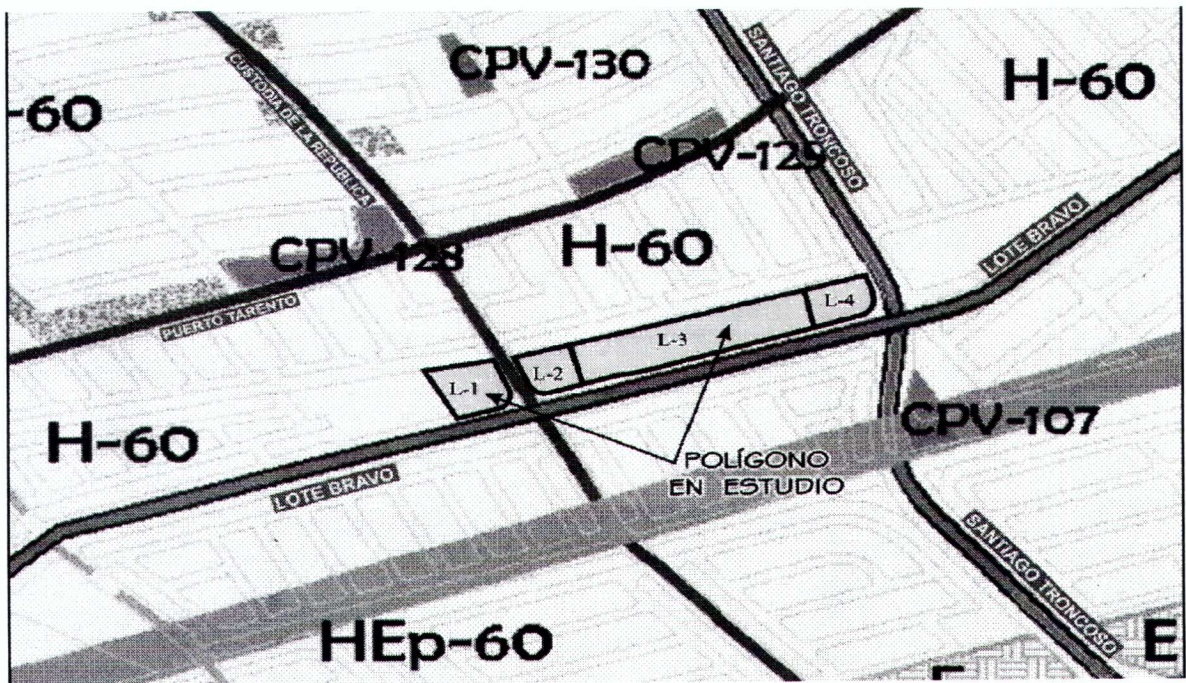 CPV-130
SANTIAGO TRONCOSO
H-60
-60
CUSTODIA DE LA REPUBLICA
CPV-129
H-60
LOTE BRAVO
CPV-128
PUERTO TARENTO
L-4
L-3
L-2
L-1
H-60
CPV-107
POLÍGONO
EN ESTUDIO
LOTE BRAVO
SANTIAGO TRONCOSO
HEp-60
E